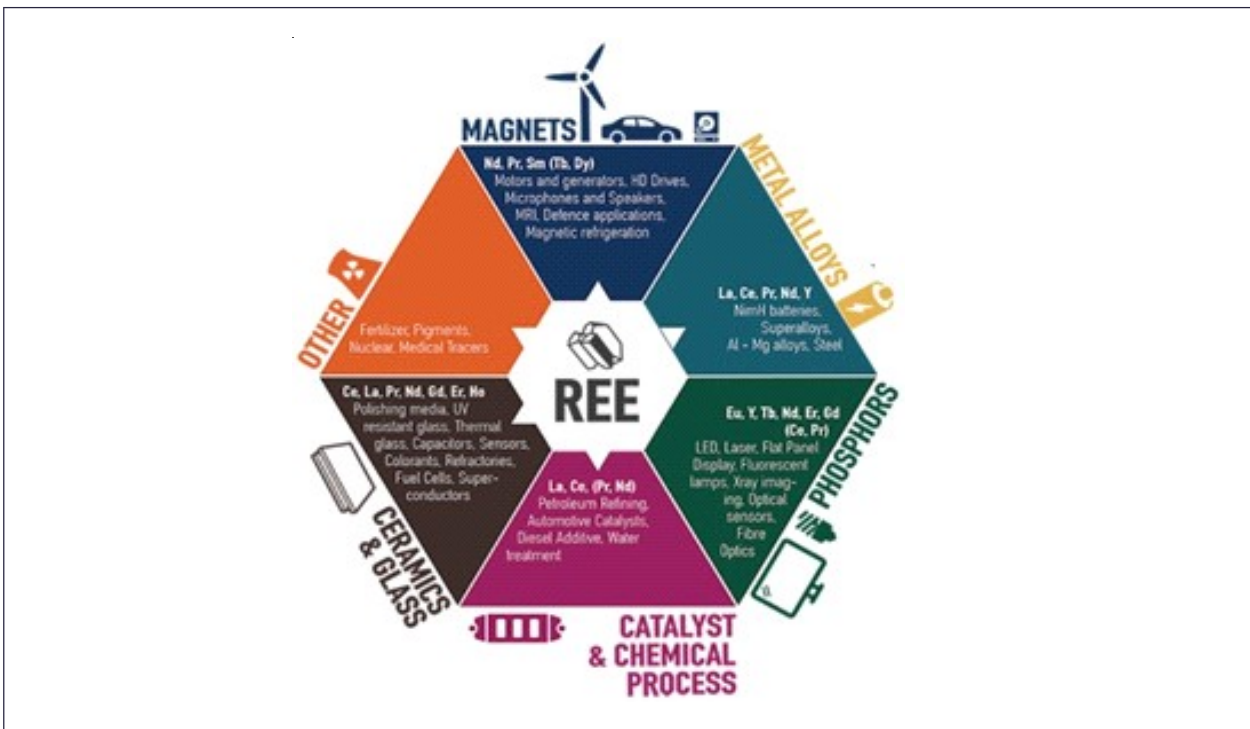 MAGNETS
Nd, Pr, Sm (Tb, Dy)
Motors and generators, HD Drives,
Microphones and Speakers,
MRI, Defence applications,
Magnetic refrigeration
METAL ALLOYS
La, Ce, Pr, Nd, Y
NimH batteries,
Superalloys,
Al - Mg alloys, Steel
PHOSPHORS
Eu, Y, Tb, Nd, Er, Gd
(Ce, Pr)
LED, Laser, Flat Panel
Display, Fluorescent
lamps, Xray imag-
ing, Optical
sensors,
Fibre
Optics
CATALYST
& CHEMICAL
PROCESS
La, Ce, (Pr, Nd)
Petroleum Refining,
Automotive Catalysts,
Diesel Additive, Water
treatment
CERAMICS
& GLASS
Ce, La, Pr, Nd, Gd, Er, Ho
Polishing media, UV
resistant glass, Thermal
glass, Capacitors, Sensors,
Colorants, Refractories,
Fuel Cells, Super-
conductors
OTHER
Fertilizer, Pigments,
Nuclear, Medical Tracers
REE